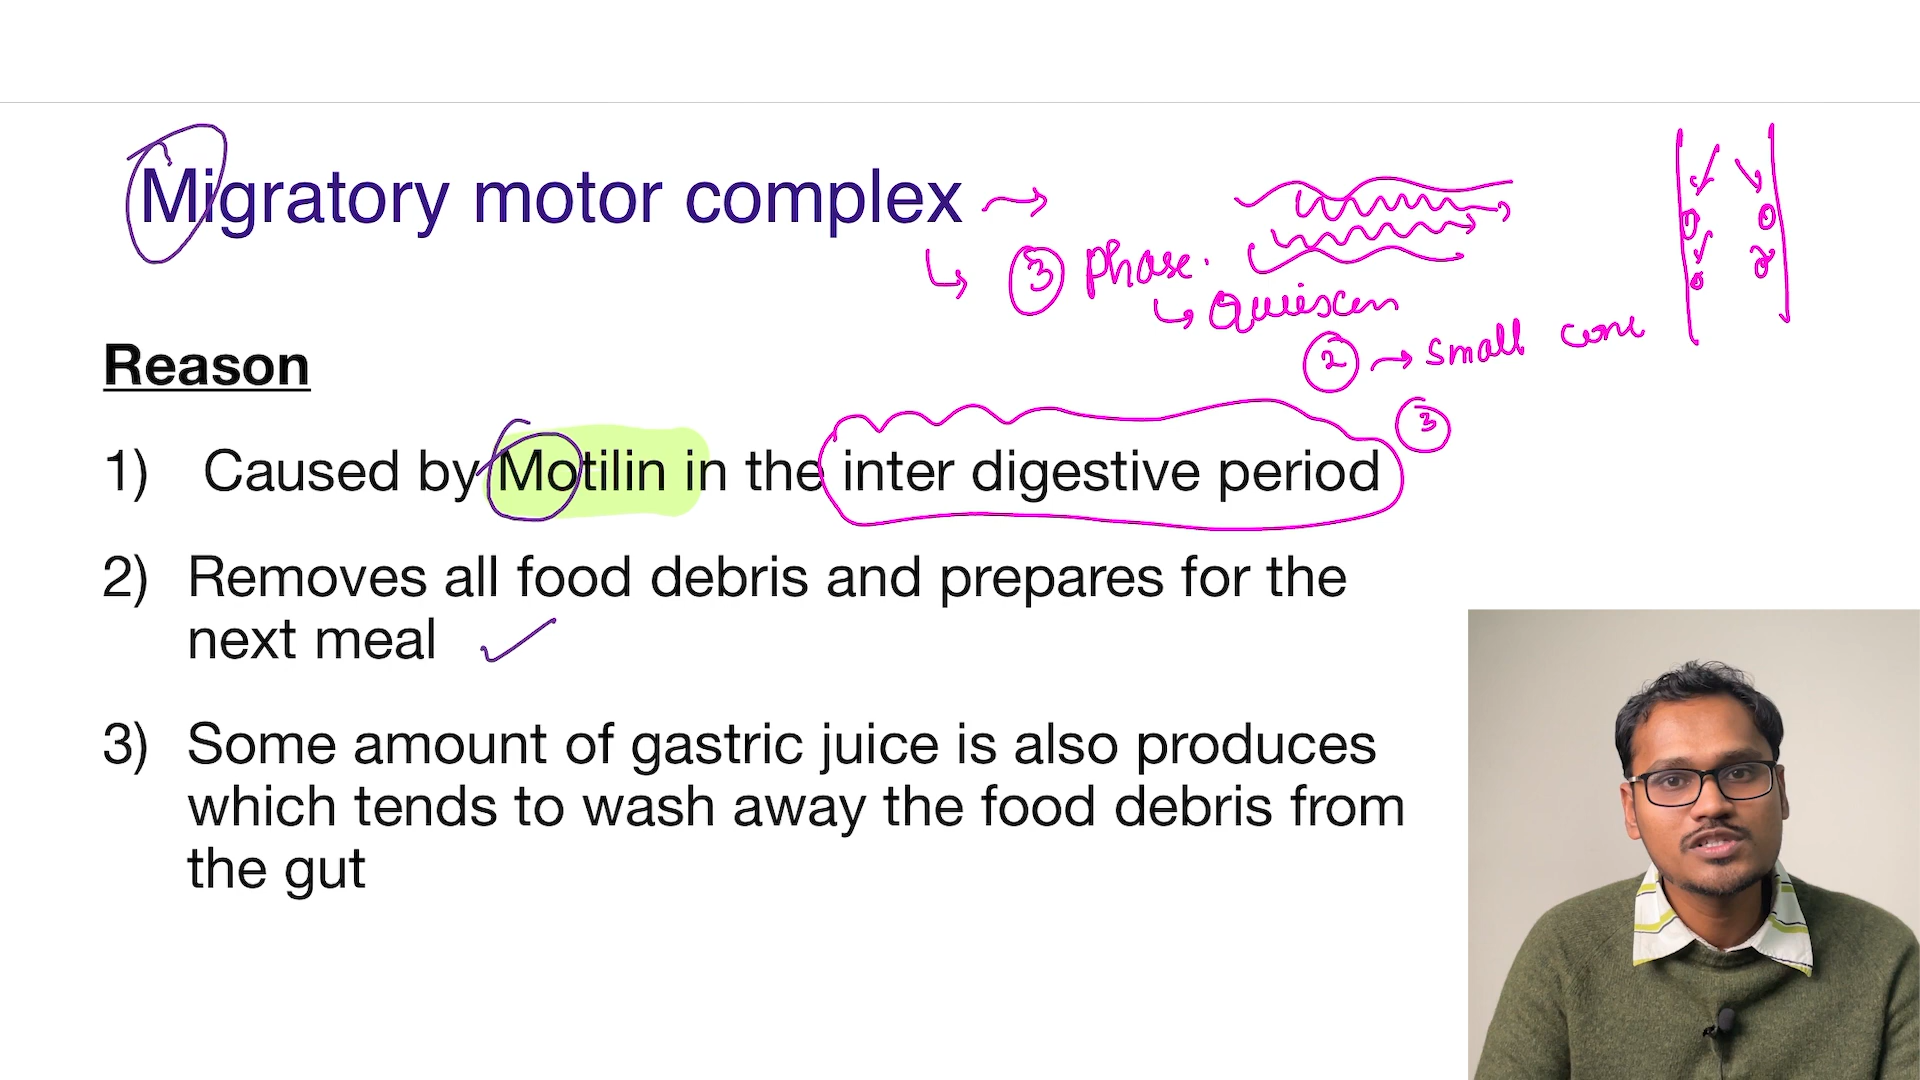 Migratory motor complex →
↳ ③ Phase.
↳ Quiescen
② → small conc
Reason
1) Caused by Motilin in the inter digestive period ③
2) Removes all food debris and prepares for the
next meal ✓
3) Some amount of gastric juice is also produces
which tends to wash away the food debris from
the gut